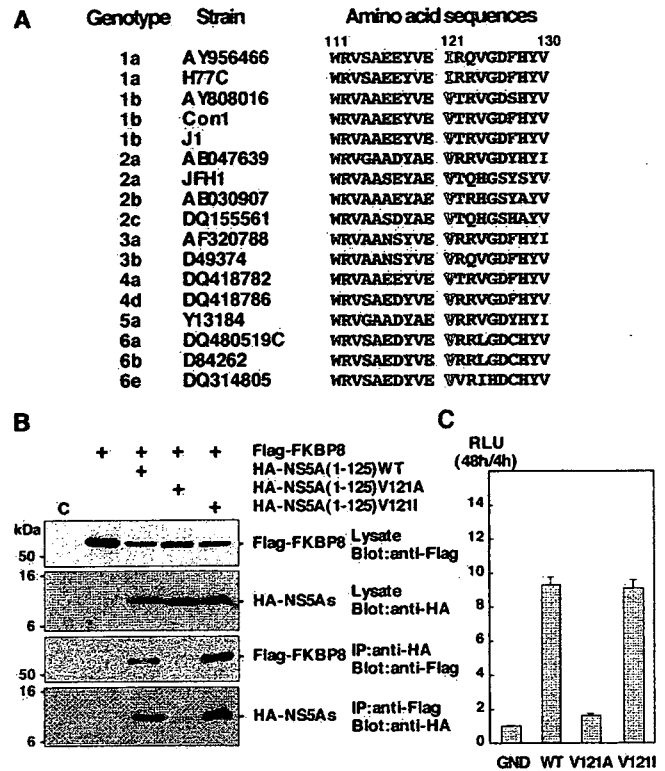 A
Genotype Strain Amino acid sequences
111 121 130
1a AY956466 WRVSAEEYVE IRQVGDFHYV
1a H77C WRVSAEEYVE IRRVGDFHYV
1b AY808016 WRVAAEEYVE VTRVGDSHYV
1b Con1 WRVAAEEYVE VTRVGDFHYV
1b J1 WRVAAEEYVE VTRVGDFHYV
2a AB047639 WRVGAADYAE VRRVGDYHYI
2a JFH1 WRVAASEYAE VTQHGSYSYV
2b AB030907 WKVAAAEYAE VTRHGSYAYV
2c DQ155561 WRVAASDYAE VTQHGSHAYV
3a AF320788 WRVAANSYVE VRRVGDFHYI
3b D49374 WRVAANSYVE VRQVGDFHYV
4a DQ418782 WRVAAEEYVE VTRVGDFHYV
4d DQ418786 WRVSAEDYVE VRRVGDFHYV
5a Y13184 WRVGAADYAE VRRVGDYHYI
6a DQ480519C WRVSAEDYVE VRRLGDCHYV
6b D84262 WRVSAEDYVE VRRLGDCHYV
6e DQ314805 WRVSAEDYVE VVRIHDCHYV
B
+ + + + Flag-FKBP8
+ HA-NS5A(1-125)WT
+ HA-NS5A(1-125)V121A
C + HA-NS5A(1-125)V121I
kDa
50 Flag-FKBP8 Lysate
Blot:anti-Flag
16
HA-NS5As Lysate
Blot:anti-HA
6
Flag-FKBP8 IP:anti-HA
Blot:anti-Flag
50
16
HA-NS5As IP:anti-Flag
Blot:anti-HA
6
C
RLU
(48h/4h)
16
14
12
10
8
6
4
2
0
GND WT V121A V121I